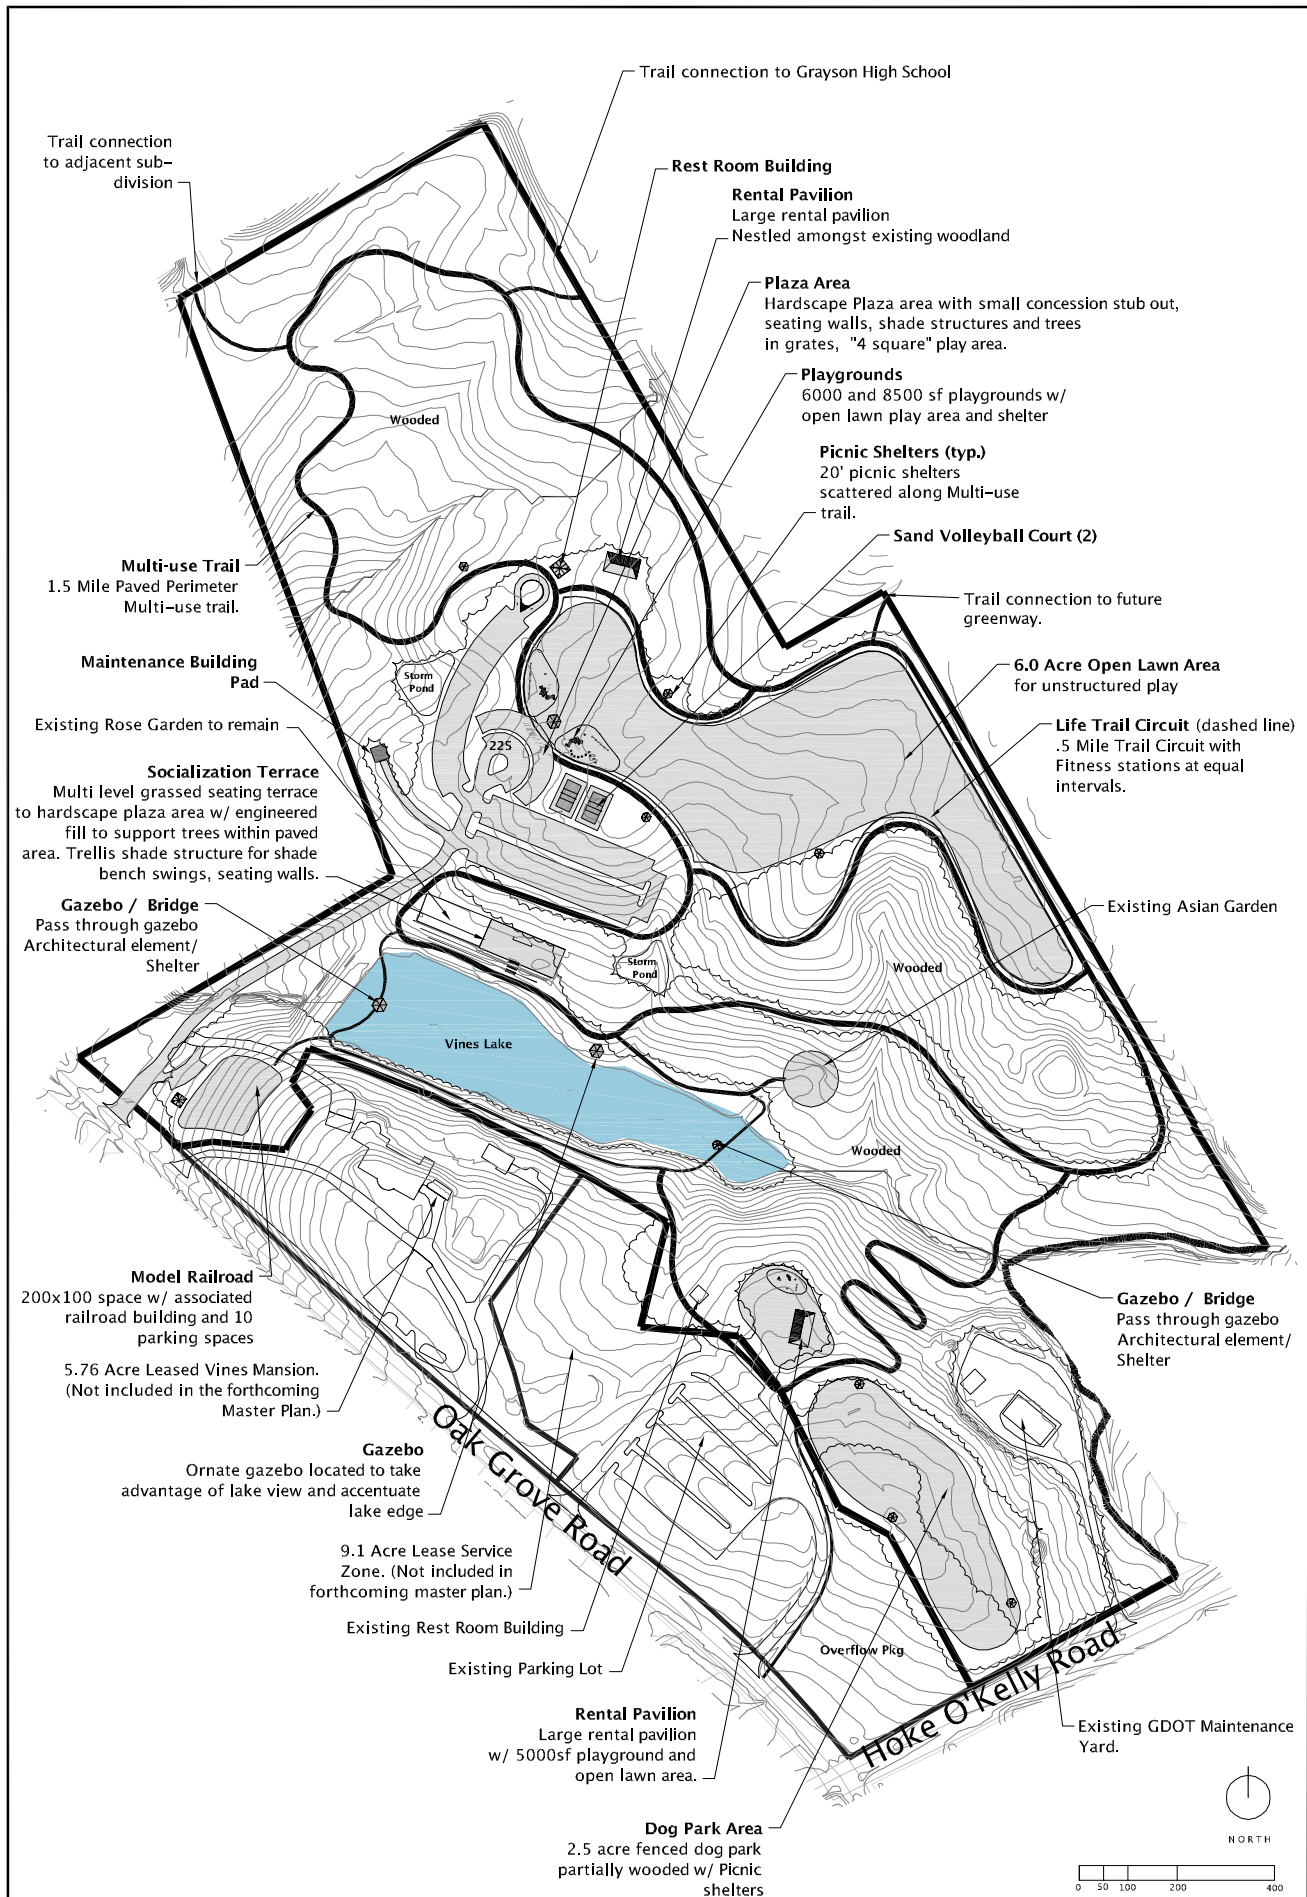 Trail connection to Grayson High School
Trail connection
to adjacent sub-
division
Rest Room Building
Rental Pavilion
Large rental pavilion
Nestled amongst existing woodland
Plaza Area
Hardscape Plaza area with small concession stub out,
seating walls, shade structures and trees
in grates, "4 square" play area.
Playgrounds
6000 and 8500 sf playgrounds w/
open lawn play area and shelter
Wooded
Picnic Shelters (typ.)
20' picnic shelters
scattered along Multi-use
trail.
Sand Volleyball Court (2)
Multi-use Trail
1.5 Mile Paved Perimeter
Multi-use trail.
Trail connection to future
greenway.
Maintenance Building
Pad
Storm
Pond
6.0 Acre Open Lawn Area
for unstructured play
Existing Rose Garden to remain
225
Life Trail Circuit (dashed line)
.5 Mile Trail Circuit with
Fitness stations at equal
intervals.
Socialization Terrace
Multi level grassed seating terrace
to hardscape plaza area w/ engineered
fill to support trees within paved
area. Trellis shade structure for shade
bench swings, seating walls.
Gazebo / Bridge
Pass through gazebo
Architectural element/
Shelter
Existing Asian Garden
Storm
Pond
Wooded
Vines Lake
Wooded
Model Railroad
200x100 space w/ associated
railroad building and 10
parking spaces
Gazebo / Bridge
Pass through gazebo
Architectural element/
Shelter
5.76 Acre Leased Vines Mansion.
(Not included in the forthcoming
Master Plan.)
Oak Grove Road
Gazebo
Ornate gazebo located to take
advantage of lake view and accentuate
lake edge
9.1 Acre Lease Service
Zone. (Not included in
forthcoming master plan.)
Existing Rest Room Building
Existing Parking Lot
Overflow Pkg
Hoke O'Kelly Road
Rental Pavilion
Large rental pavilion
w/ 5000sf playground and
open lawn area.
Existing GDOT Maintenance
Yard.
Dog Park Area
2.5 acre fenced dog park
partially wooded w/ Picnic
shelters
NORTH
0 50 100 200 400